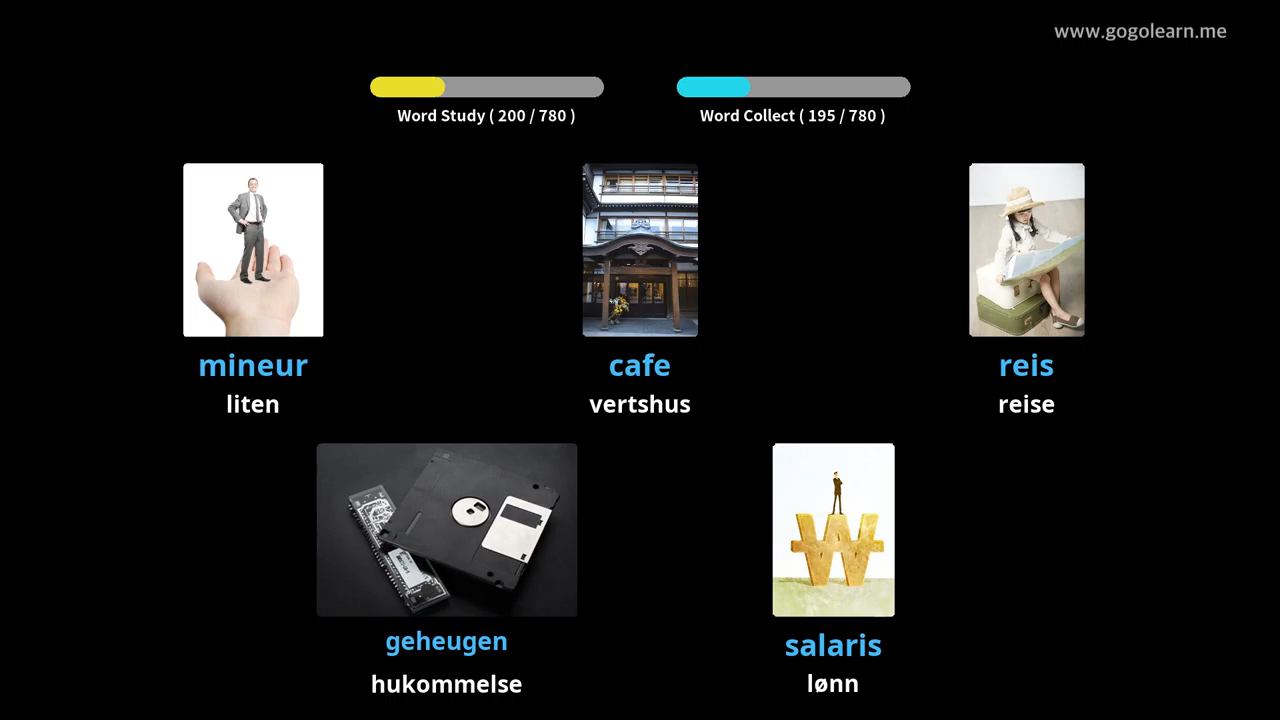 www.gogolearn.me
Word Study ( 200 / 780 )
Word Collect ( 195 / 780 )
mineur
liten
cafe
vertshus
reis
reise
geheugen
hukommelse
salaris
lønn